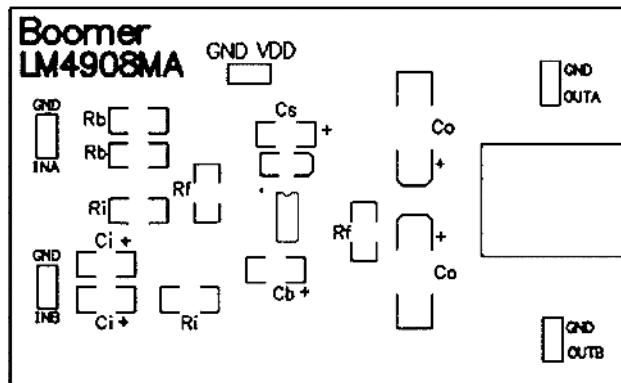 Boomer
LM4908MA
GND VDD
GND
OUTA
GND
INA
Rb
Rb
Cs
+
Co
+
Rf
Ri
Rf
+
Co
Ci +
GND
INB
Ci +
Ri
Cb +
GND
OUTB